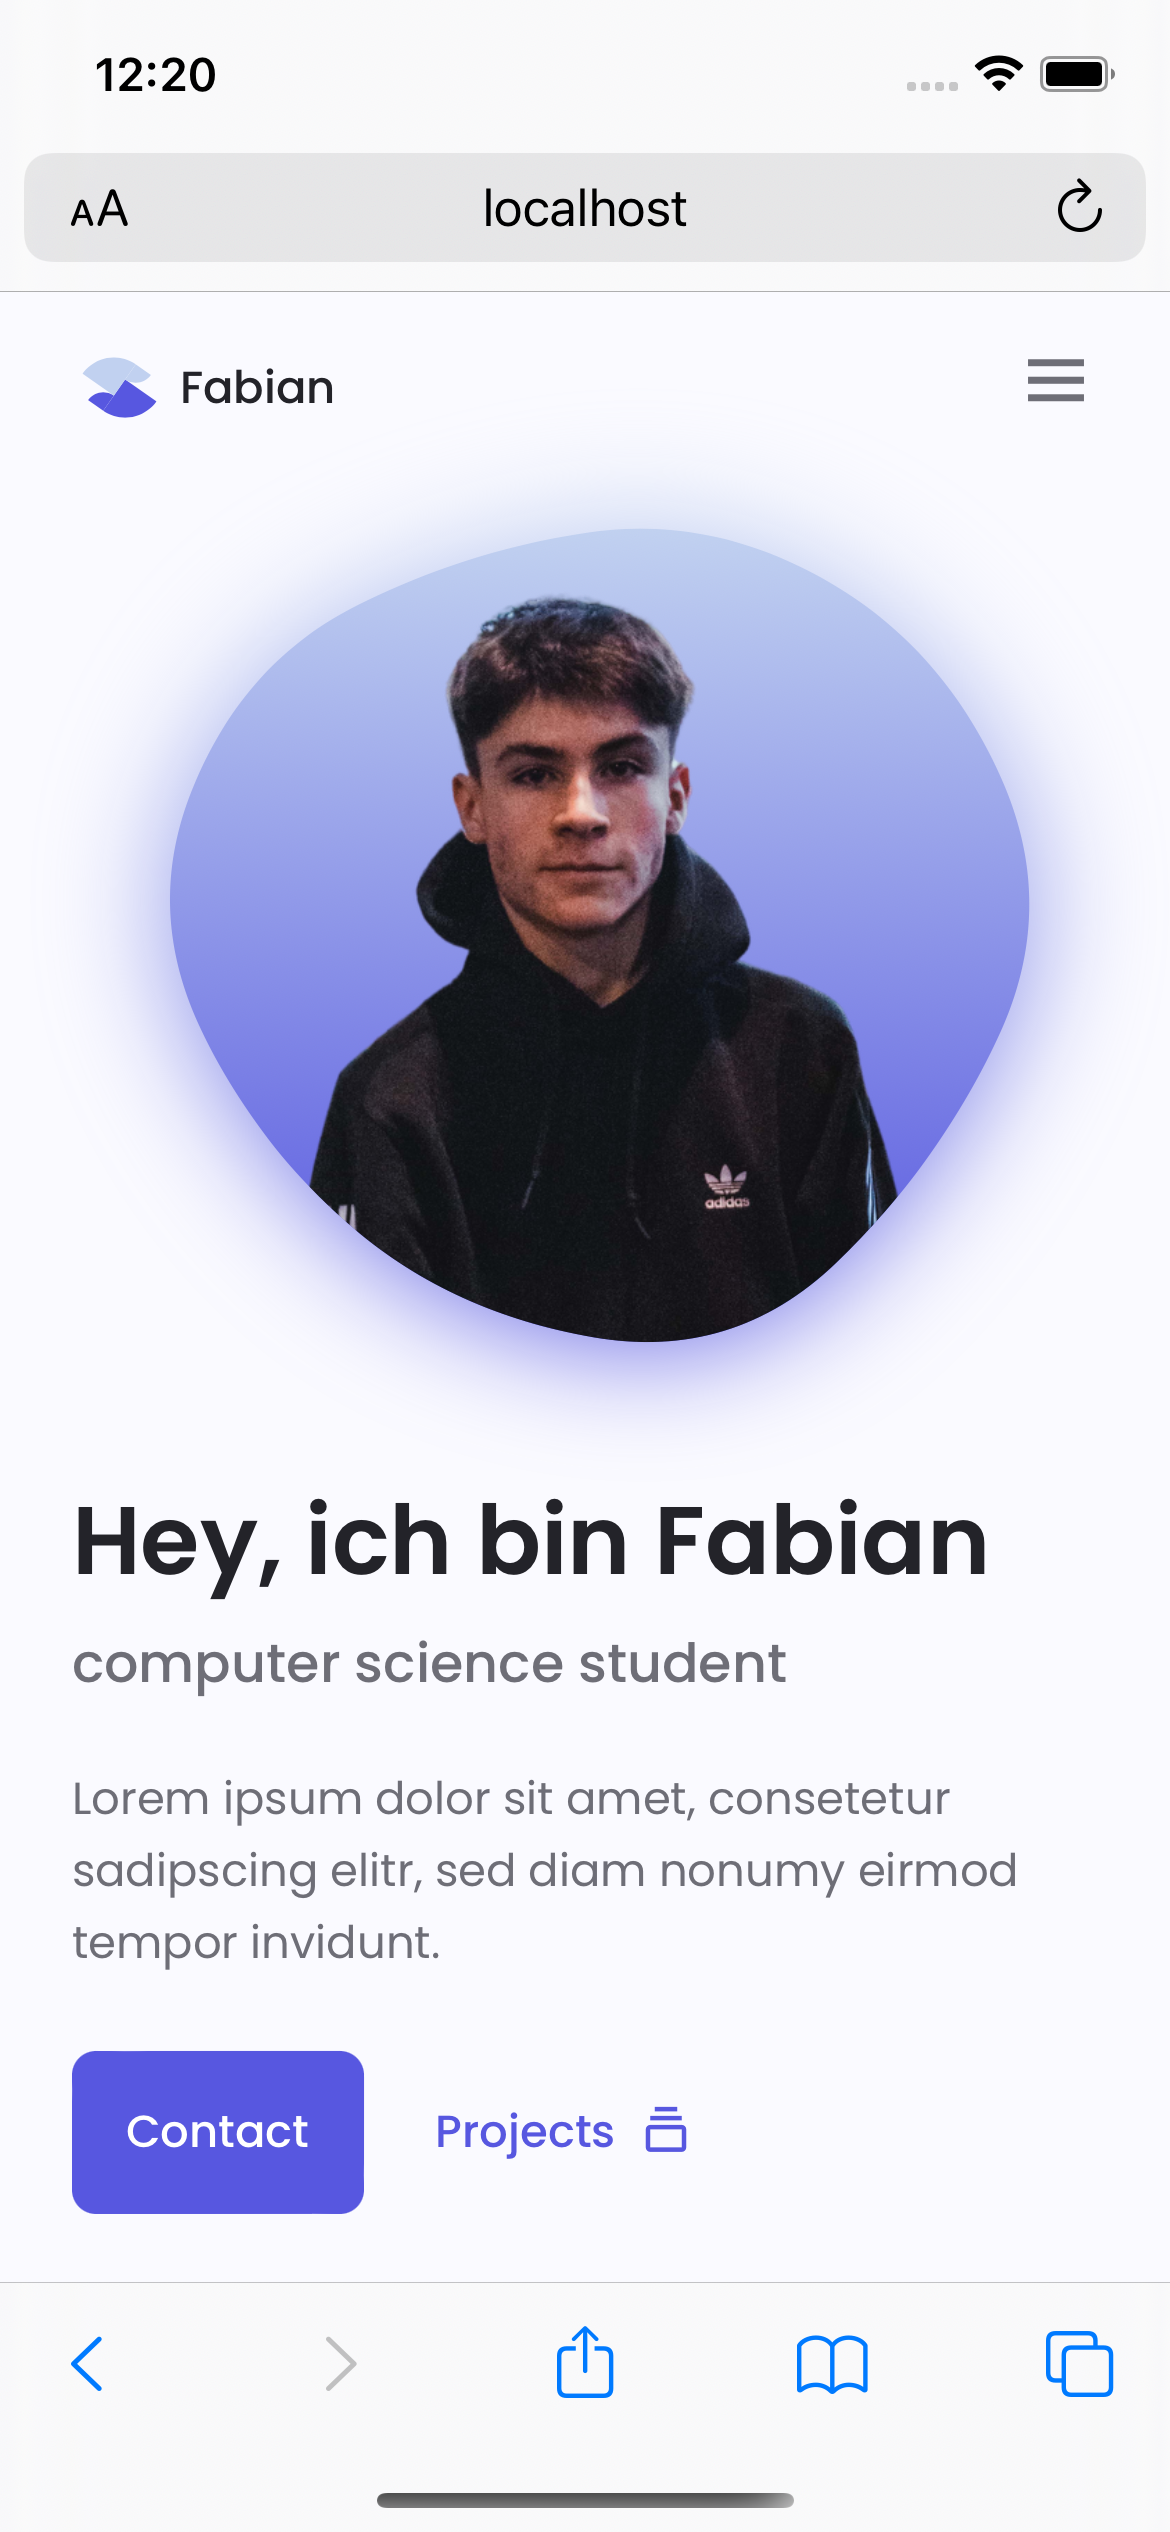 12:20
AA
localhost
Fabian
adidas
Hey, ich bin Fabian
computer science student
Lorem ipsum dolor sit amet, consetetur
sadipscing elitr, sed diam nonumy eirmod
tempor invidunt.
Contact
Projects